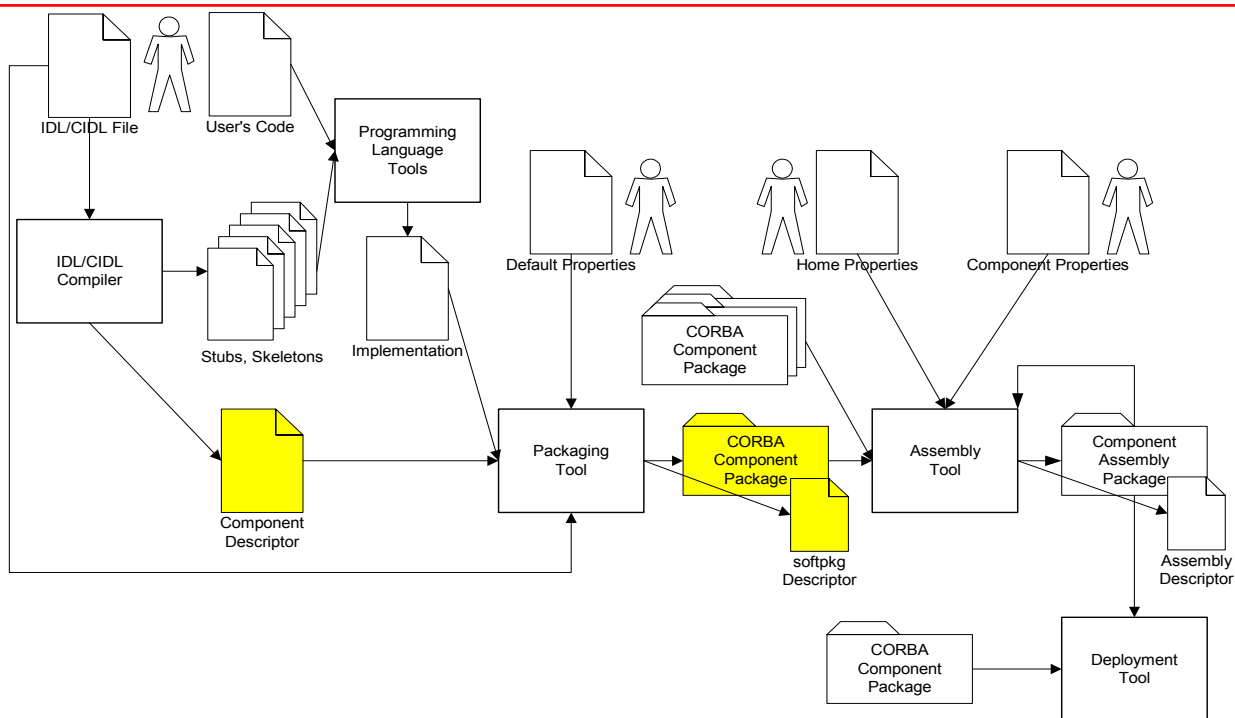 IDL/CIDL File
User's Code
Programming
Language
Tools
IDL/CIDL
Compiler
Stubs, Skeletons
Implementation
Default Properties
Home Properties
Component Properties
CORBA
Component
Package
Component
Descriptor
Packaging
Tool
CORBA
Component
Package
softpkg
Descriptor
Assembly
Tool
Component
Assembly
Package
Assembly
Descriptor
CORBA
Component
Package
Deployment
Tool